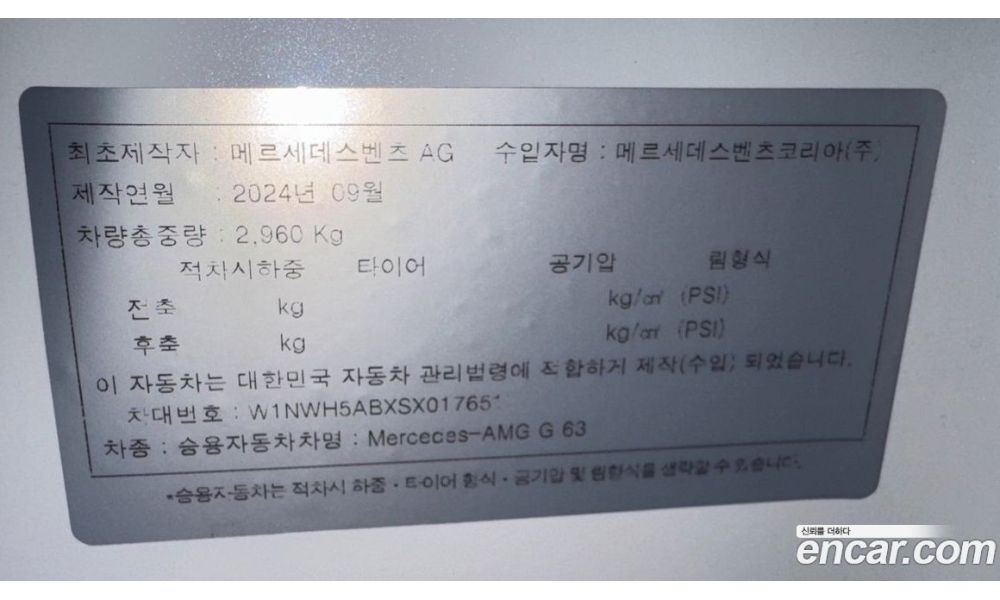 최초제작자 : 메르세데스벤츠 AG 수입자명 : 메르세데스벤츠코리아(주)
제작연월 : 2024년 09월
차량총중량 : 2,960 Kg
적차시하중 타이어 공기압 림형식
전축 kg kg/㎠ (PSI)
후축 kg kg/㎠ (PSI)
이 자동차는 대한민국 자동차 관리법령에 적합하게 제작(수입) 되었습니다.
차대번호 : W1NWH5ABXSX017651
차종 : 승용자동차차명 : Mercedes-AMG G 63
*승용자동차는 적차시 하중·타이어 형식·공기압 및 림형식을 생략할 수 있습니다.
신뢰를 더하다
encar.com